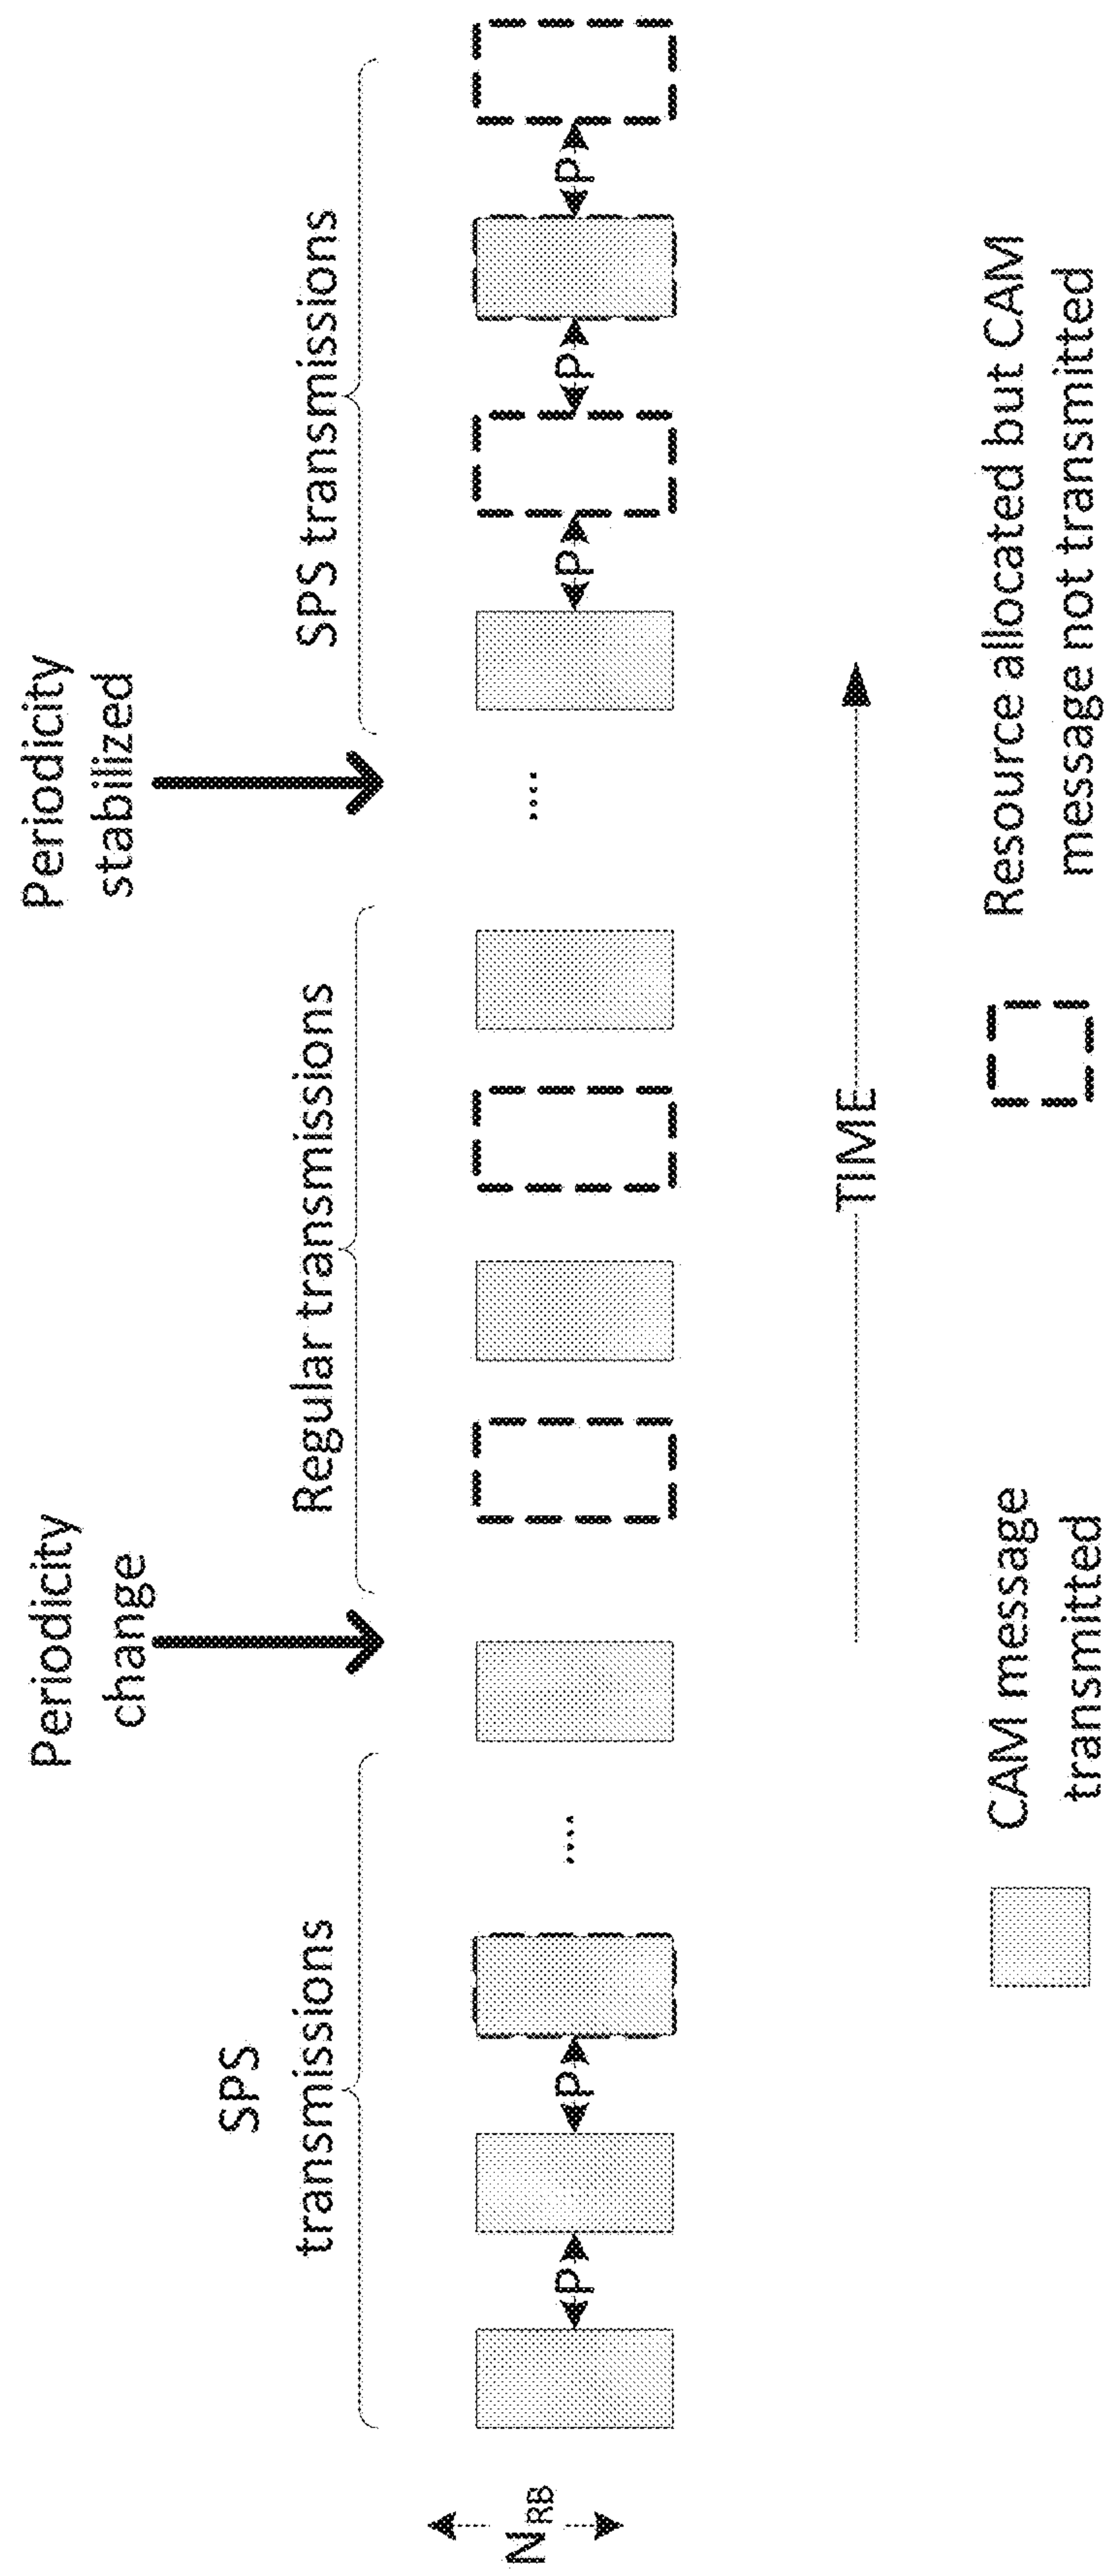 Periodicity
change
Periodicity
stabilized
SPS
transmissions
Regular transmissions
SPS transmissions
N_RB
P
P
....
....
P
P
P
TIME
CAM message
transmitted
Resource allocated but CAM
message not transmitted